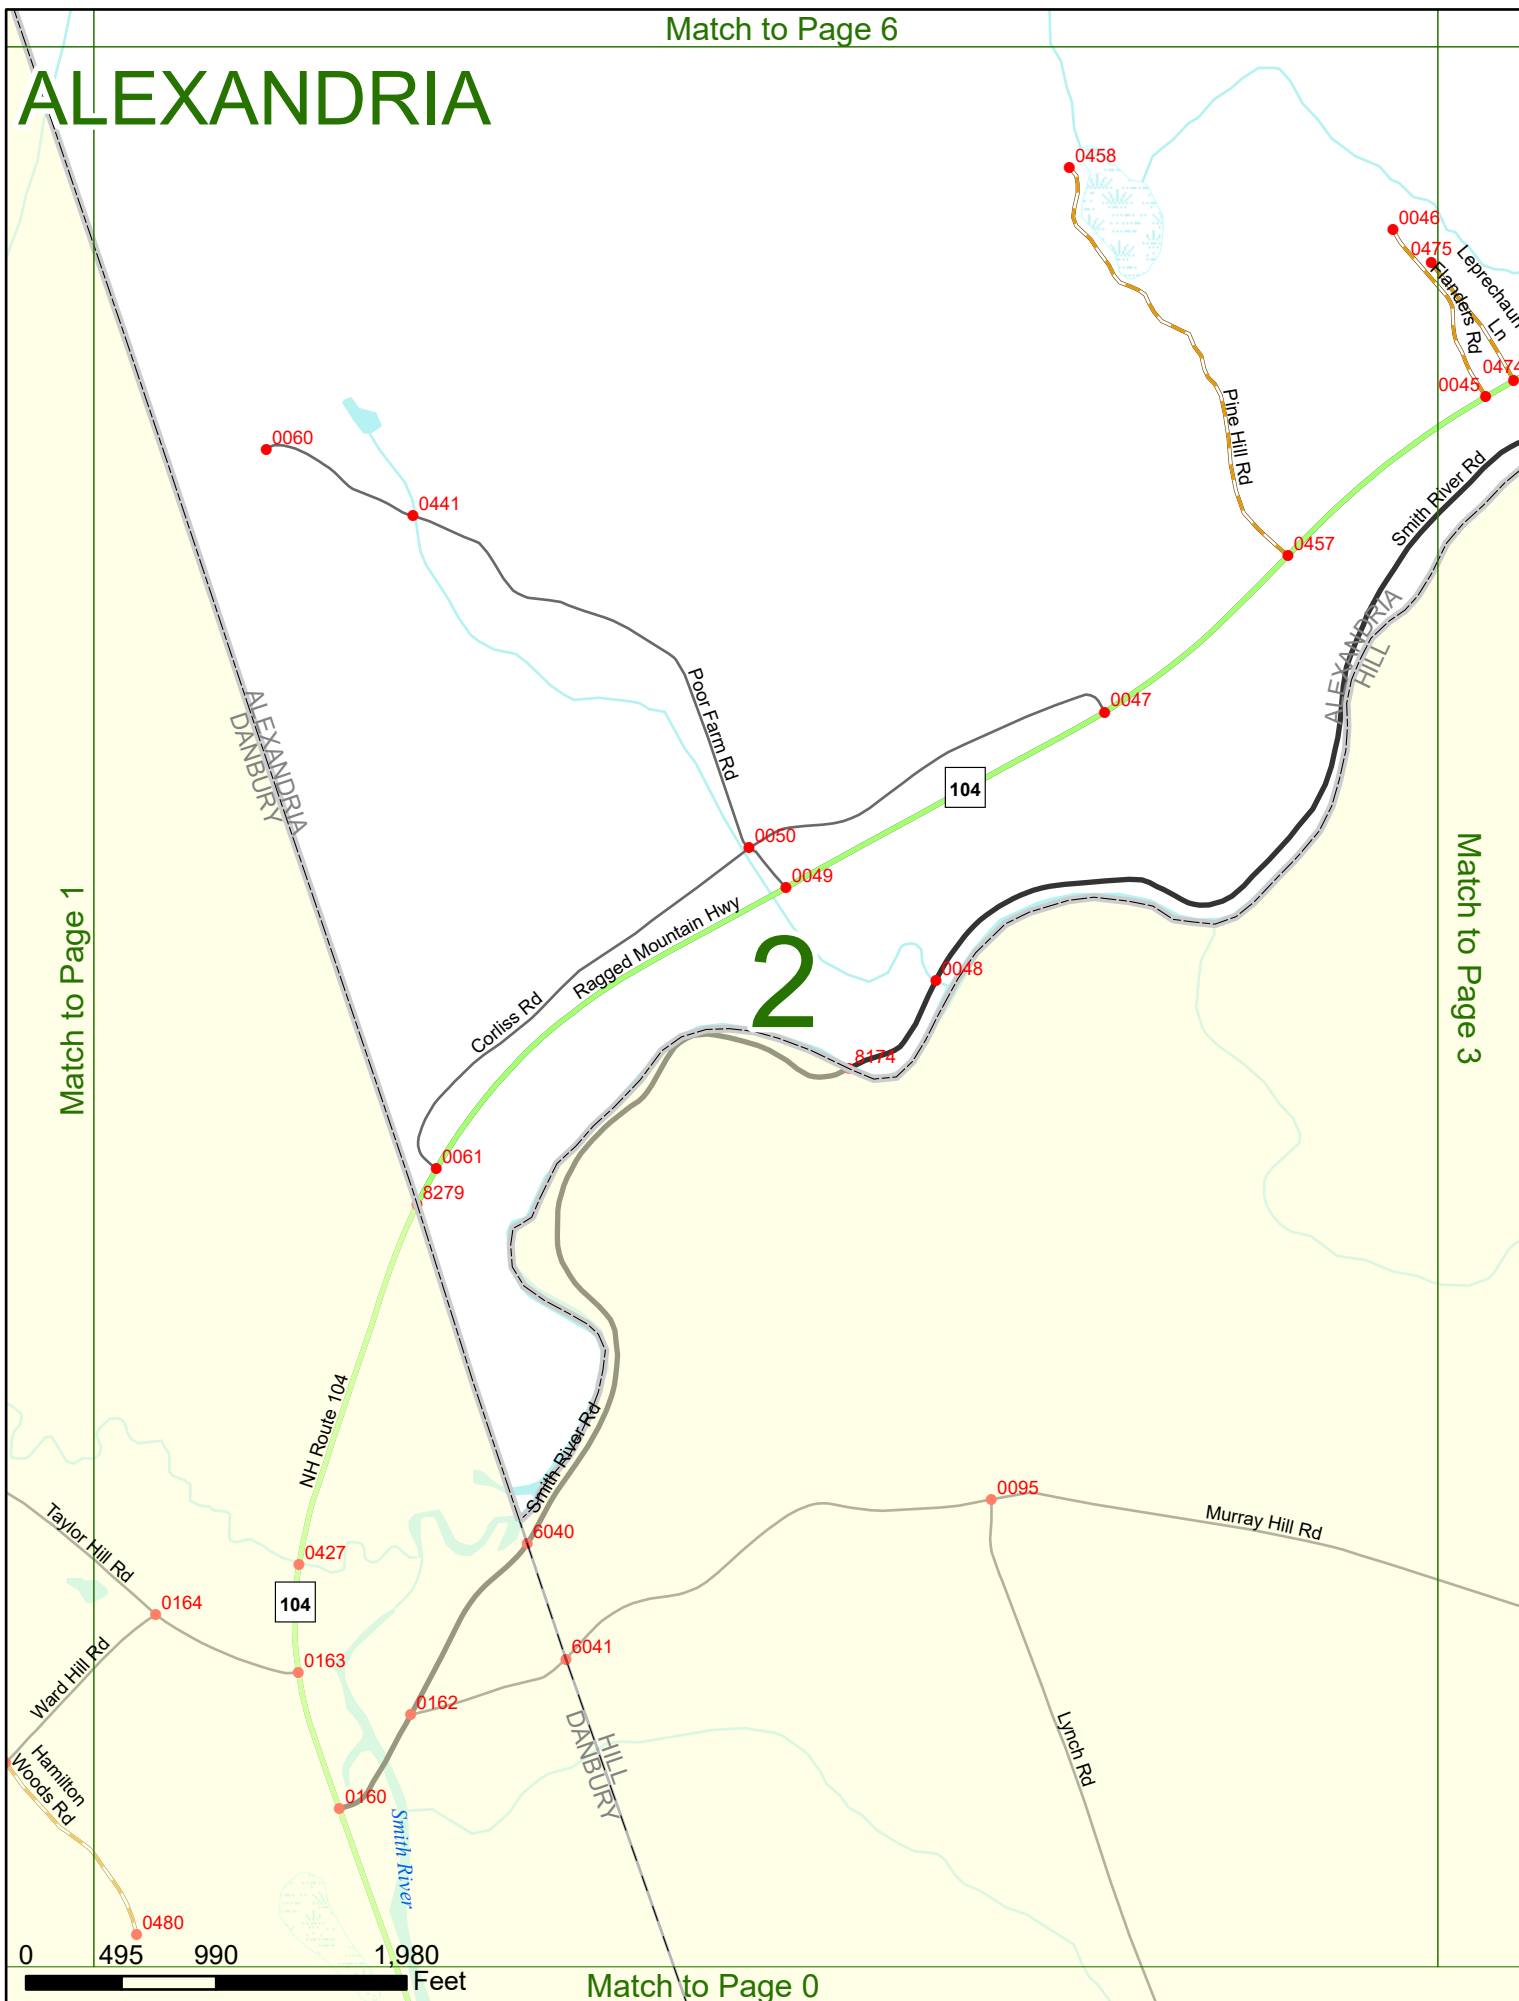 Match to Page 6
ALEXANDRIA
0458
0046
0475
Leprechaun
Ln
Flanders Rd
0474
0045
Pine Hill Rd
0060
0441
Smith River Rd
0457
ALEXANDRIA
HILL
Poor Farm Rd
ALEXANDRIA
DANBURY
0047
104
0050
0049
Match to Page 1
Match to Page 3
Ragged Mountain Hwy
2
0048
Corliss Rd
8174
0061
8279
NH Route 104
Smith River Rd
0095
Murray Hill Rd
Taylor Hill Rd
6040
0427
104
0164
6041
0163
Ward Hill Rd
0162
Lynch Rd
HILL
DANBURY
Hamilton
Woods Rd
0160
Smith River
0480
0 495 990 1,980
Feet
Match to Page 0